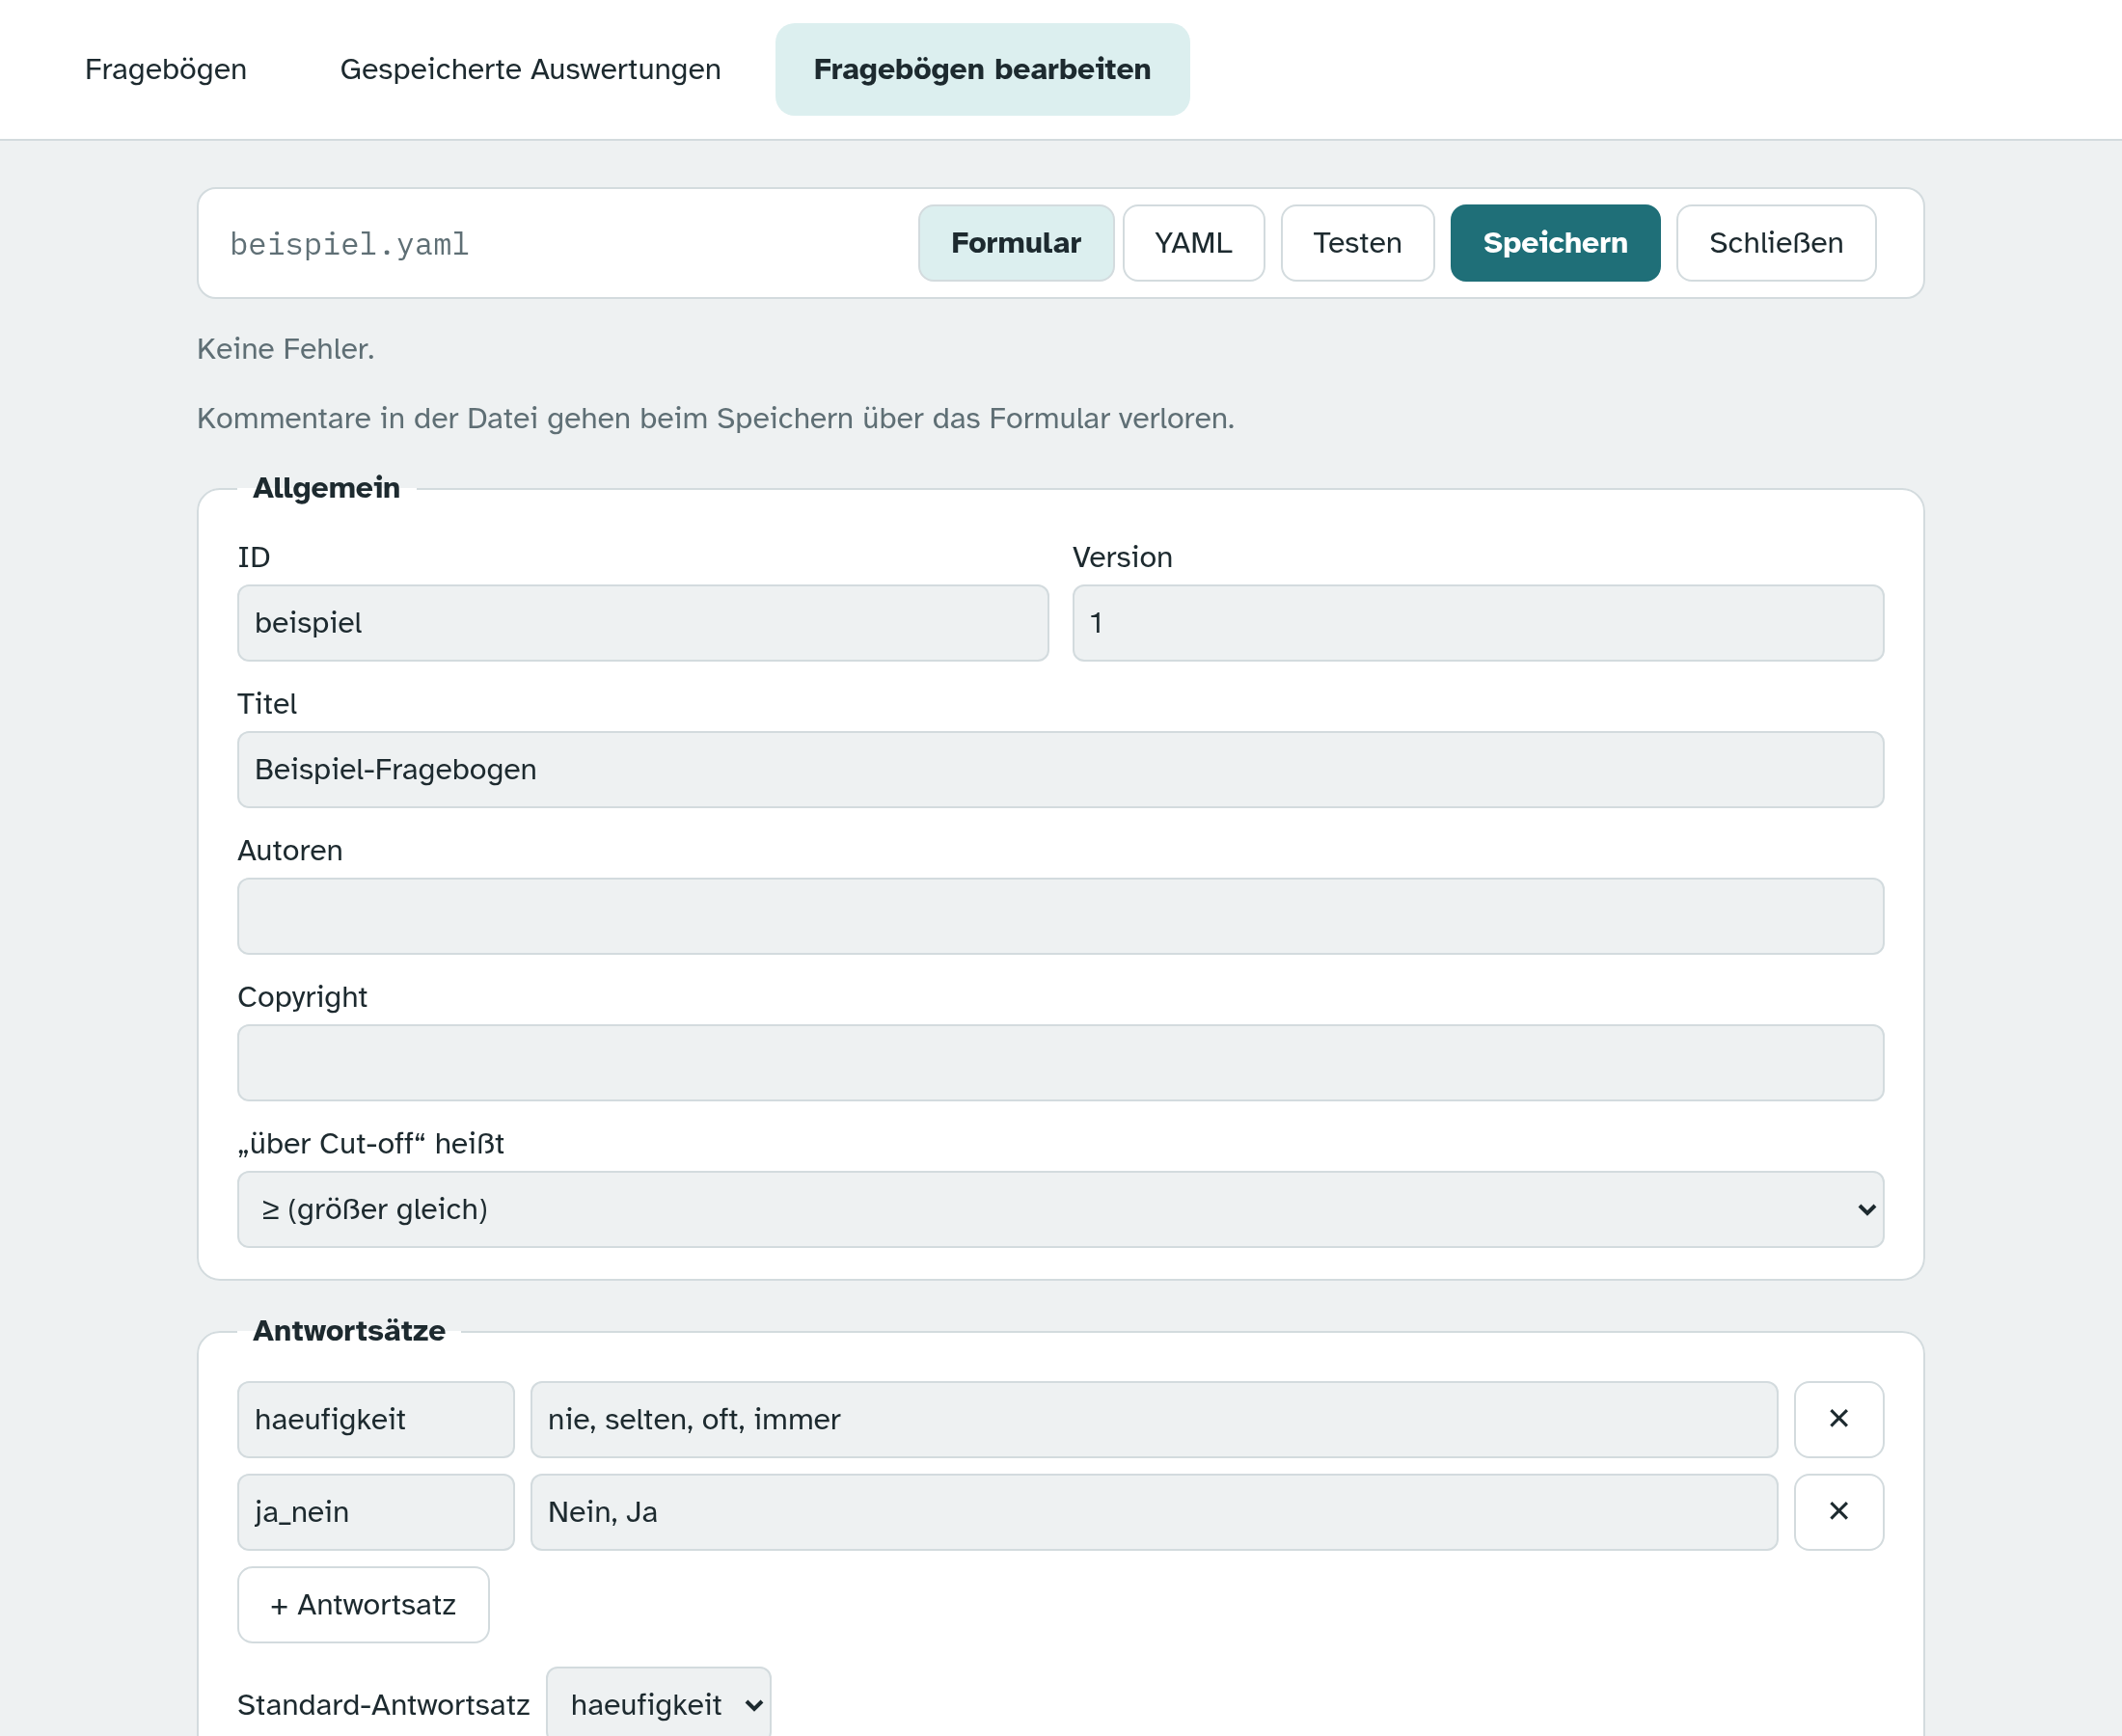 Fragebögen Gespeicherte Auswertungen Fragebögen bearbeiten
beispiel.yaml Formular YAML Testen Speichern Schließen
Keine Fehler.
Kommentare in der Datei gehen beim Speichern über das Formular verloren.
Allgemein
ID Version
beispiel 1
Titel
Beispiel-Fragebogen
Autoren
Copyright
„über Cut-off“ heißt
≥ (größer gleich)
Antwortsätze
haeufigkeit nie, selten, oft, immer ✕
ja_nein Nein, Ja ✕
+ Antwortsatz
Standard-Antwortsatz haeufigkeit